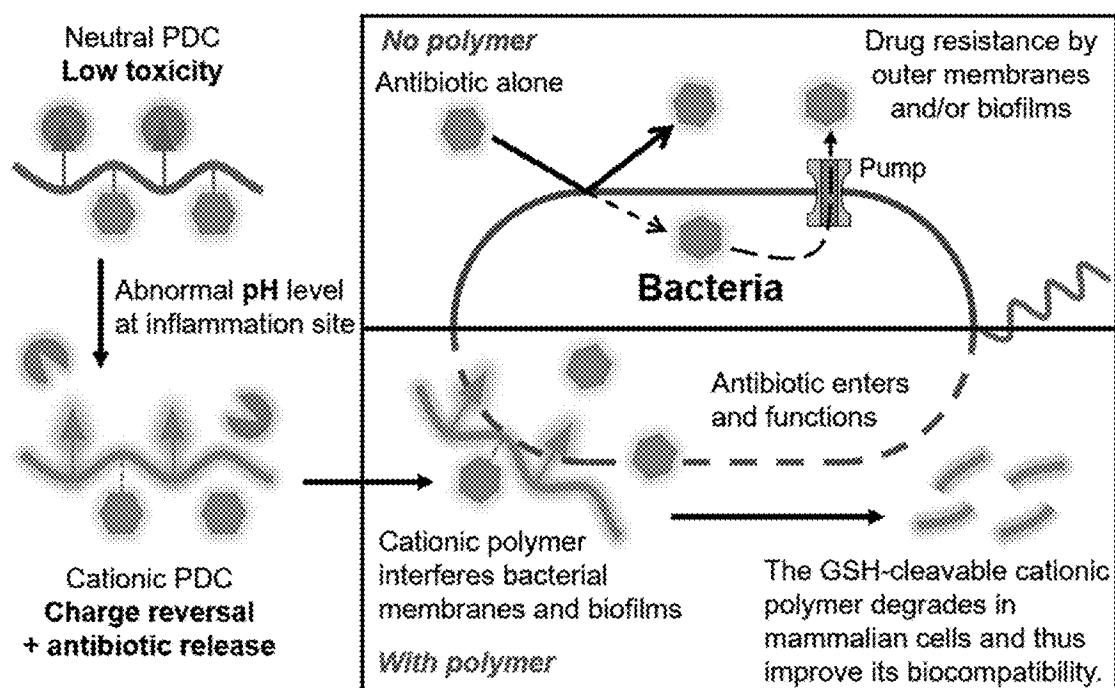 Neutral PDC
Low toxicity
Abnormal pH level
at inflammation site
Cationic PDC
Charge reversal
+ antibiotic release
No polymer
Antibiotic alone
Drug resistance by
outer membranes
and/or biofilms
Pump
Bacteria
Antibiotic enters
and functions
Cationic polymer
interferes bacterial
membranes and biofilms
With polymer
The GSH-cleavable cationic
polymer degrades in
mammalian cells and thus
improve its biocompatibility.